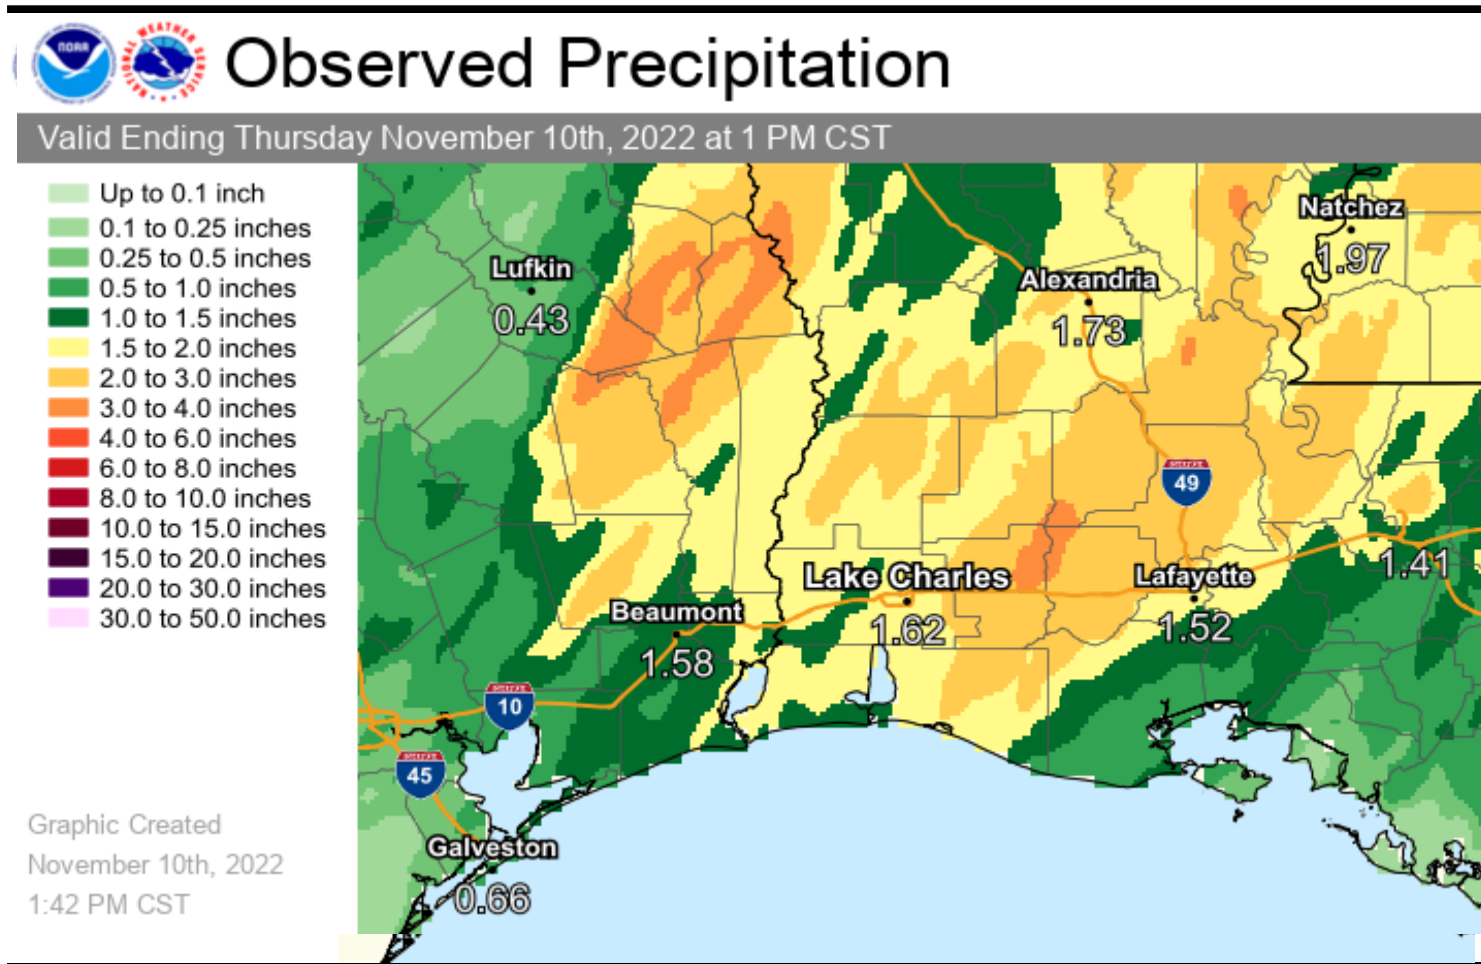 NOAA
NATIONAL WEATHER SERVICE
Observed Precipitation
Valid Ending Thursday November 10th, 2022 at 1 PM CST
Up to 0.1 inch
0.1 to 0.25 inches
0.25 to 0.5 inches
0.5 to 1.0 inches
1.0 to 1.5 inches
1.5 to 2.0 inches
2.0 to 3.0 inches
3.0 to 4.0 inches
4.0 to 6.0 inches
6.0 to 8.0 inches
8.0 to 10.0 inches
10.0 to 15.0 inches
15.0 to 20.0 inches
20.0 to 30.0 inches
30.0 to 50.0 inches
Natchez
1.97
Lufkin
0.43
Alexandria
1.73
49
Lake Charles
1.62
Lafayette
1.52
1.41
Beaumont
1.58
10
45
Galveston
0.66
Graphic Created
November 10th, 2022
1:42 PM CST